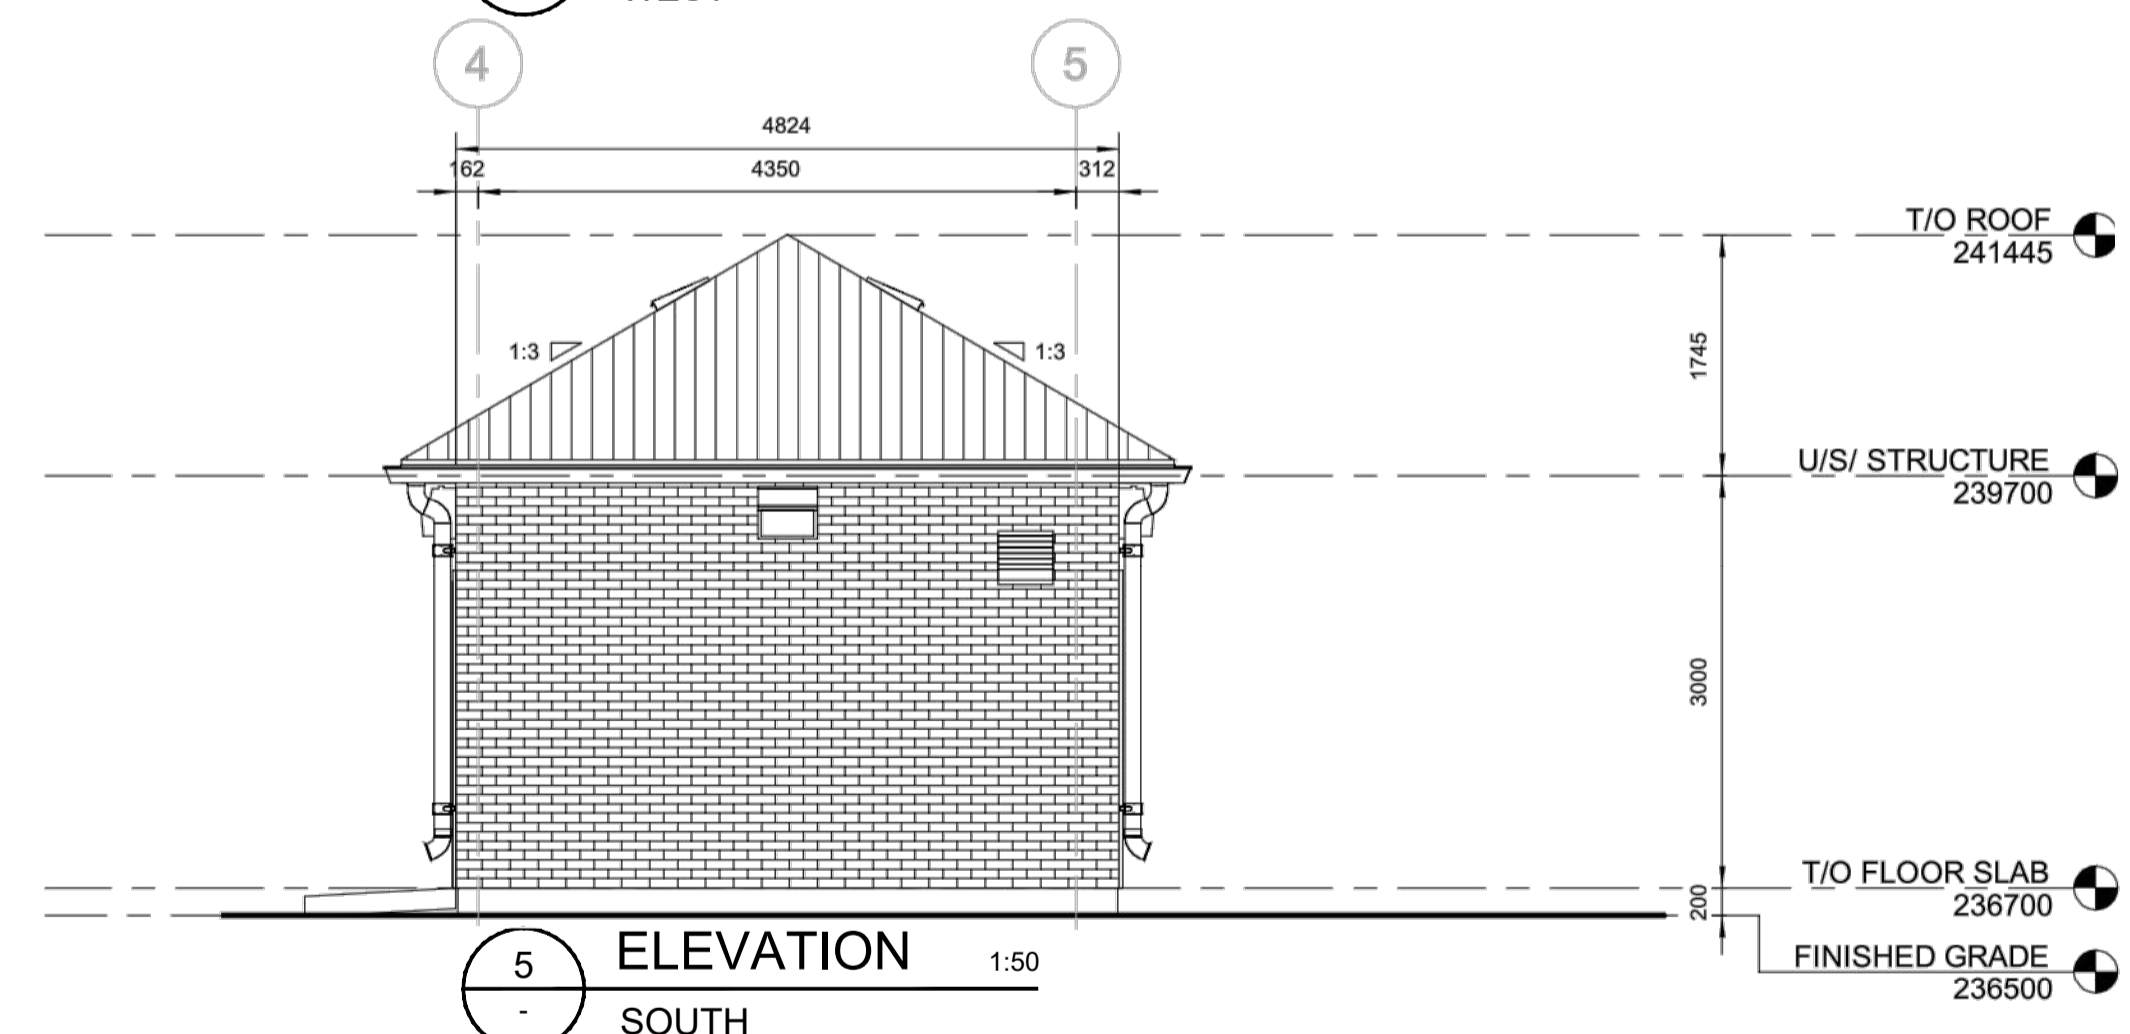 WEST
4 5
4824
162 4350 312
T/O ROOF
241445
1:3 1:3
1745
U/S/ STRUCTURE
239700
3000
T/O FLOOR SLAB
236700
200
FINISHED GRADE
236500
5 ELEVATION 1:50
- SOUTH